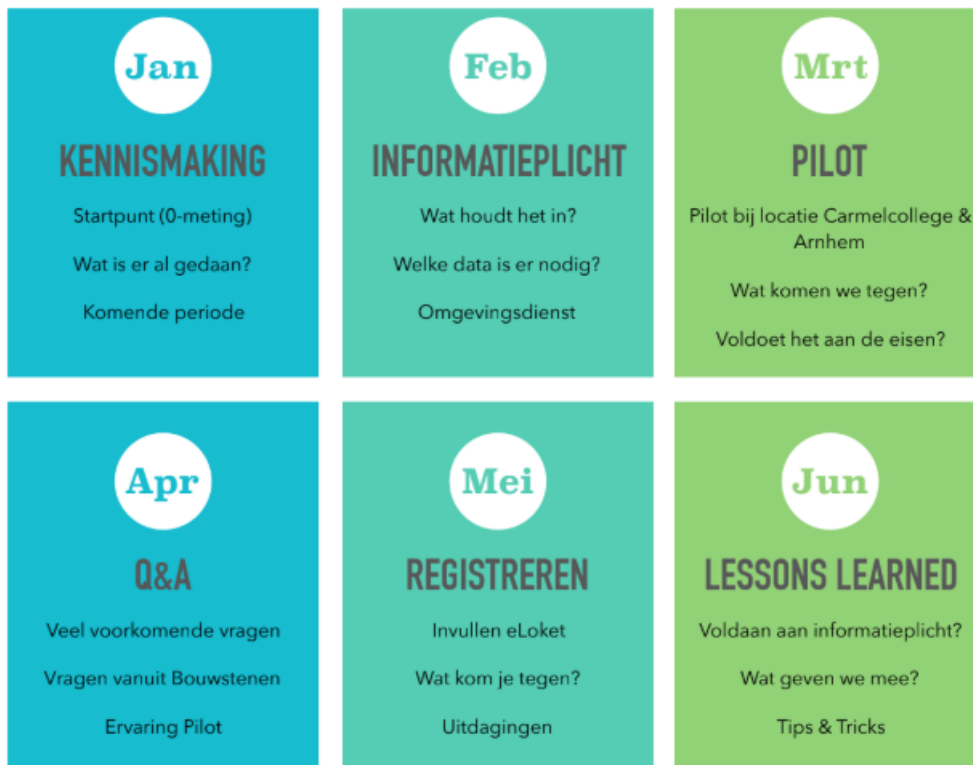 Jan
KENNISMAKING
Startpunt (0-meting)
Wat is er al gedaan?
Komende periode
Feb
INFORMATIEPLICHT
Wat houdt het in?
Welke data is er nodig?
Omgevingsdienst
Mrt
PILOT
Pilot bij locatie Carmelcollege &
Arnhem
Wat komen we tegen?
Voldoet het aan de eisen?
Apr
Q&A
Veel voorkomende vragen
Vragen vanuit Bouwstenen
Ervaring Pilot
Mei
REGISTREREN
Invullen eLoket
Wat kom je tegen?
Uitdagingen
Jun
LESSONS LEARNED
Voldaan aan informatieplicht?
Wat geven we mee?
Tips & Tricks